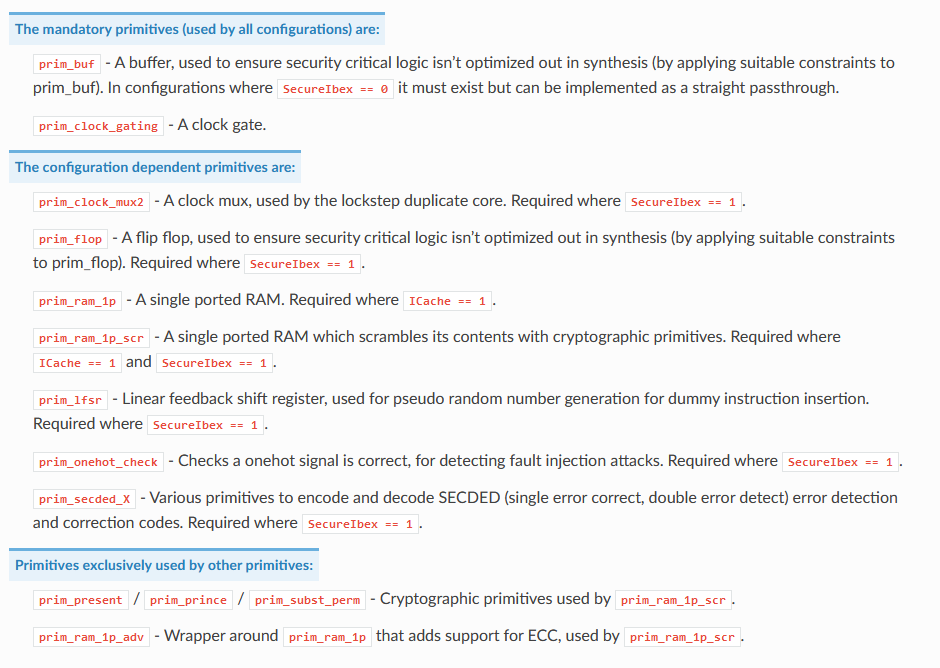 The mandatory primitives (used by all configurations) are:
prim_buf - A buffer, used to ensure security critical logic isn't optimized out in synthesis (by applying suitable constraints to
prim_buf). In configurations where SecureIbex == 0 it must exist but can be implemented as a straight passthrough.
prim_clock_gating - A clock gate.
The configuration dependent primitives are:
prim_clock_mux2 - A clock mux, used by the lockstep duplicate core. Required where SecureIbex == 1.
prim_flop - A flip flop, used to ensure security critical logic isn't optimized out in synthesis (by applying suitable constraints
to prim_flop). Required where SecureIbex == 1.
prim_ram_1p - A single ported RAM. Required where ICache == 1.
prim_ram_1p_scr - A single ported RAM which scrambles its contents with cryptographic primitives. Required where
ICache == 1 and SecureIbex == 1.
prim_lfsr - Linear feedback shift register, used for pseudo random number generation for dummy instruction insertion.
Required where SecureIbex == 1.
prim_onehot_check - Checks a onehot signal is correct, for detecting fault injection attacks. Required where SecureIbex == 1.
prim_secded_X - Various primitives to encode and decode SECDED (single error correct, double error detect) error detection
and correction codes. Required where SecureIbex == 1.
Primitives exclusively used by other primitives:
prim_present / prim_prince / prim_subst_perm - Cryptographic primitives used by prim_ram_1p_scr.
prim_ram_1p_adv - Wrapper around prim_ram_1p that adds support for ECC, used by prim_ram_1p_scr.